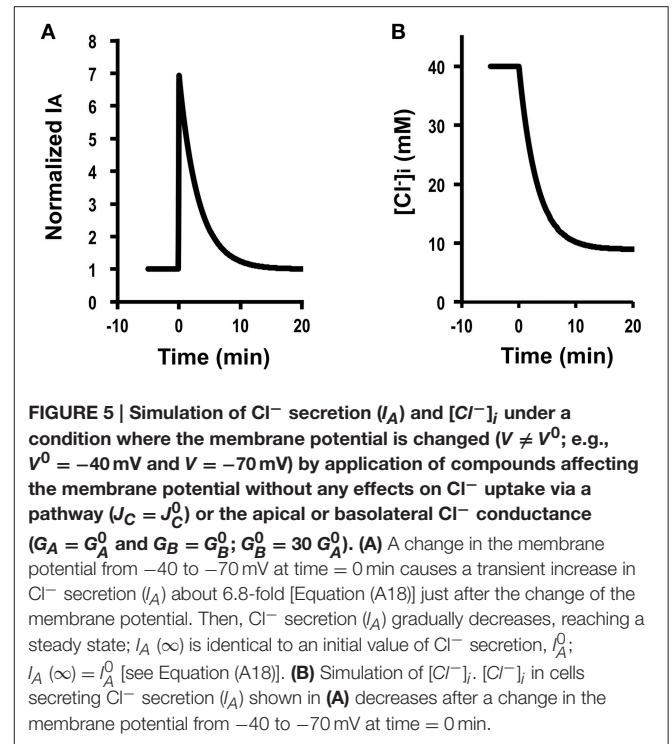 A
B
8
7
6
5
4
3
2
1
0
Normalized IA
-10 0 10 20
Time (min)
40
30
20
10
0
[Cl-]i (mM)
-10 0 10 20
Time (min)
FIGURE 5 | Simulation of Cl− secretion (I_A) and [Cl−]_i under a
condition where the membrane potential is changed (V ≠ V⁰; e.g.,
V⁰ = −40 mV and V = −70 mV) by application of compounds affecting
the membrane potential without any effects on Cl− uptake via a
pathway (J_C = J_C⁰) or the apical or basolateral Cl− conductance
(G_A = G_A⁰ and G_B = G_B⁰; G_B⁰ = 30 G_A⁰). (A) A change in the membrane
potential from −40 to −70 mV at time = 0 min causes a transient increase in
Cl− secretion (I_A) about 6.8-fold [Equation (A18)] just after the change of the
membrane potential. Then, Cl− secretion (I_A) gradually decreases, reaching a
steady state; I_A (∞) is identical to an initial value of Cl− secretion, I_A⁰;
I_A (∞) = I_A⁰ [see Equation (A18)]. (B) Simulation of [Cl−]_i. [Cl−]_i in cells
secreting Cl− secretion (I_A) shown in (A) decreases after a change in the
membrane potential from −40 to −70 mV at time = 0 min.